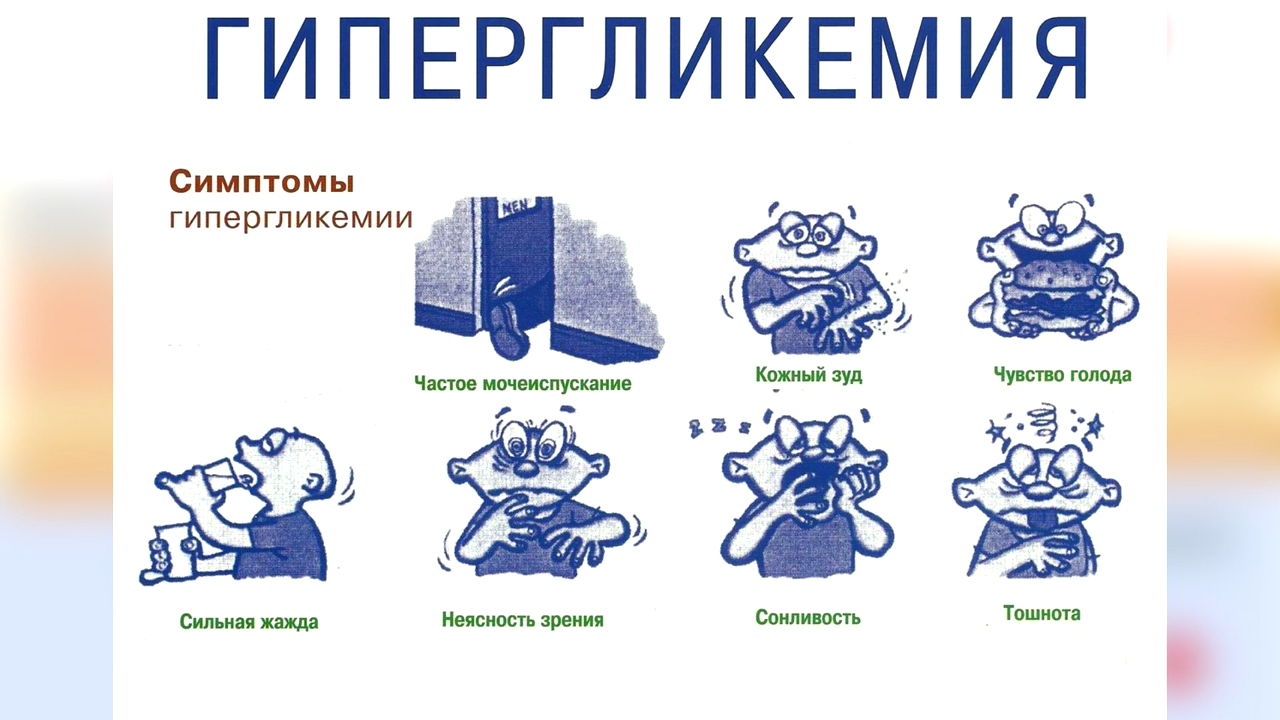 ГИПЕРГЛИКЕМИЯ
Симптомы
гипергликемии
MEN
Частое мочеиспускание
Кожный зуд
Чувство голода
z z z
Сильная жажда
Неясность зрения
Сонливость
Тошнота